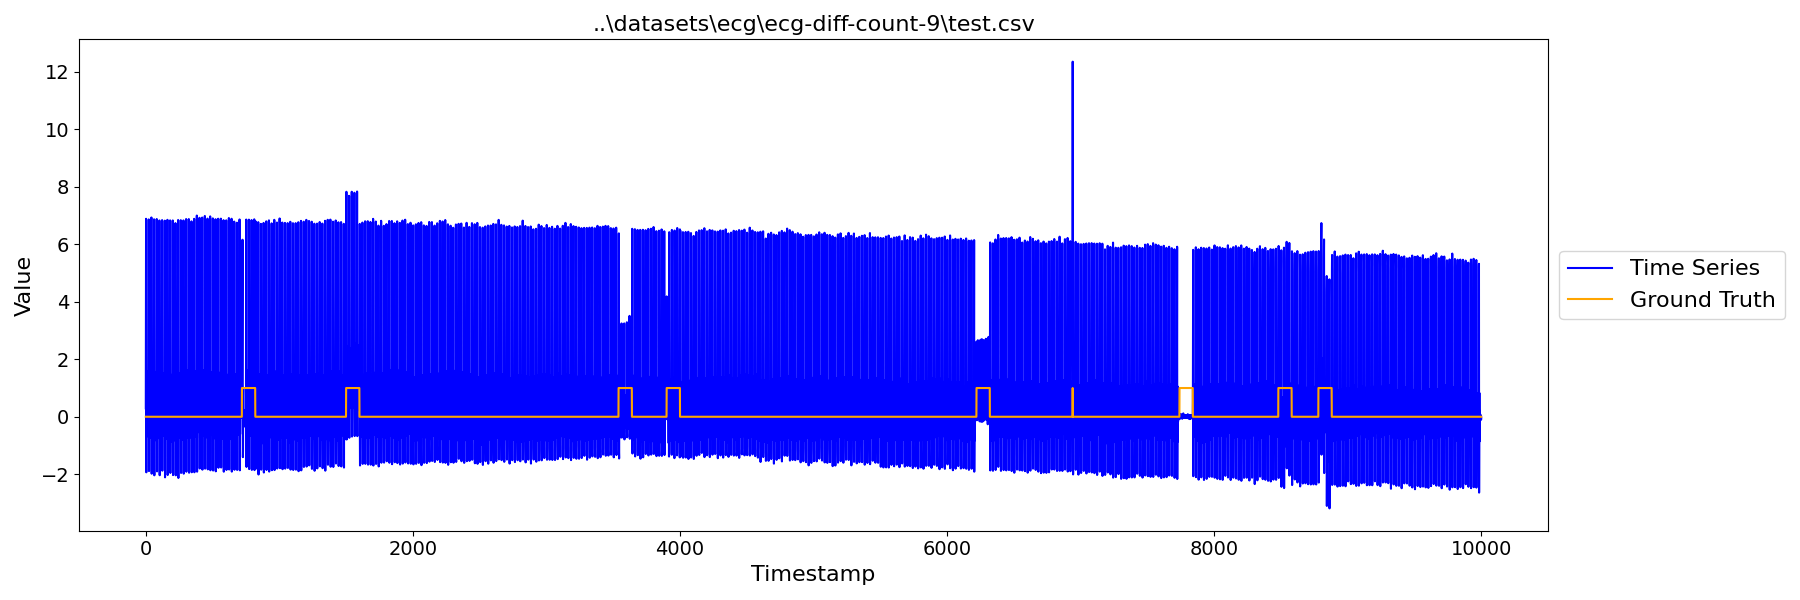 ..\datasets\ecg\ecg-diff-count-9\test.csv
Value
12
10
8
6
4
2
0
−2
0 2000 4000 6000 8000 10000
Timestamp
Time Series
Ground Truth